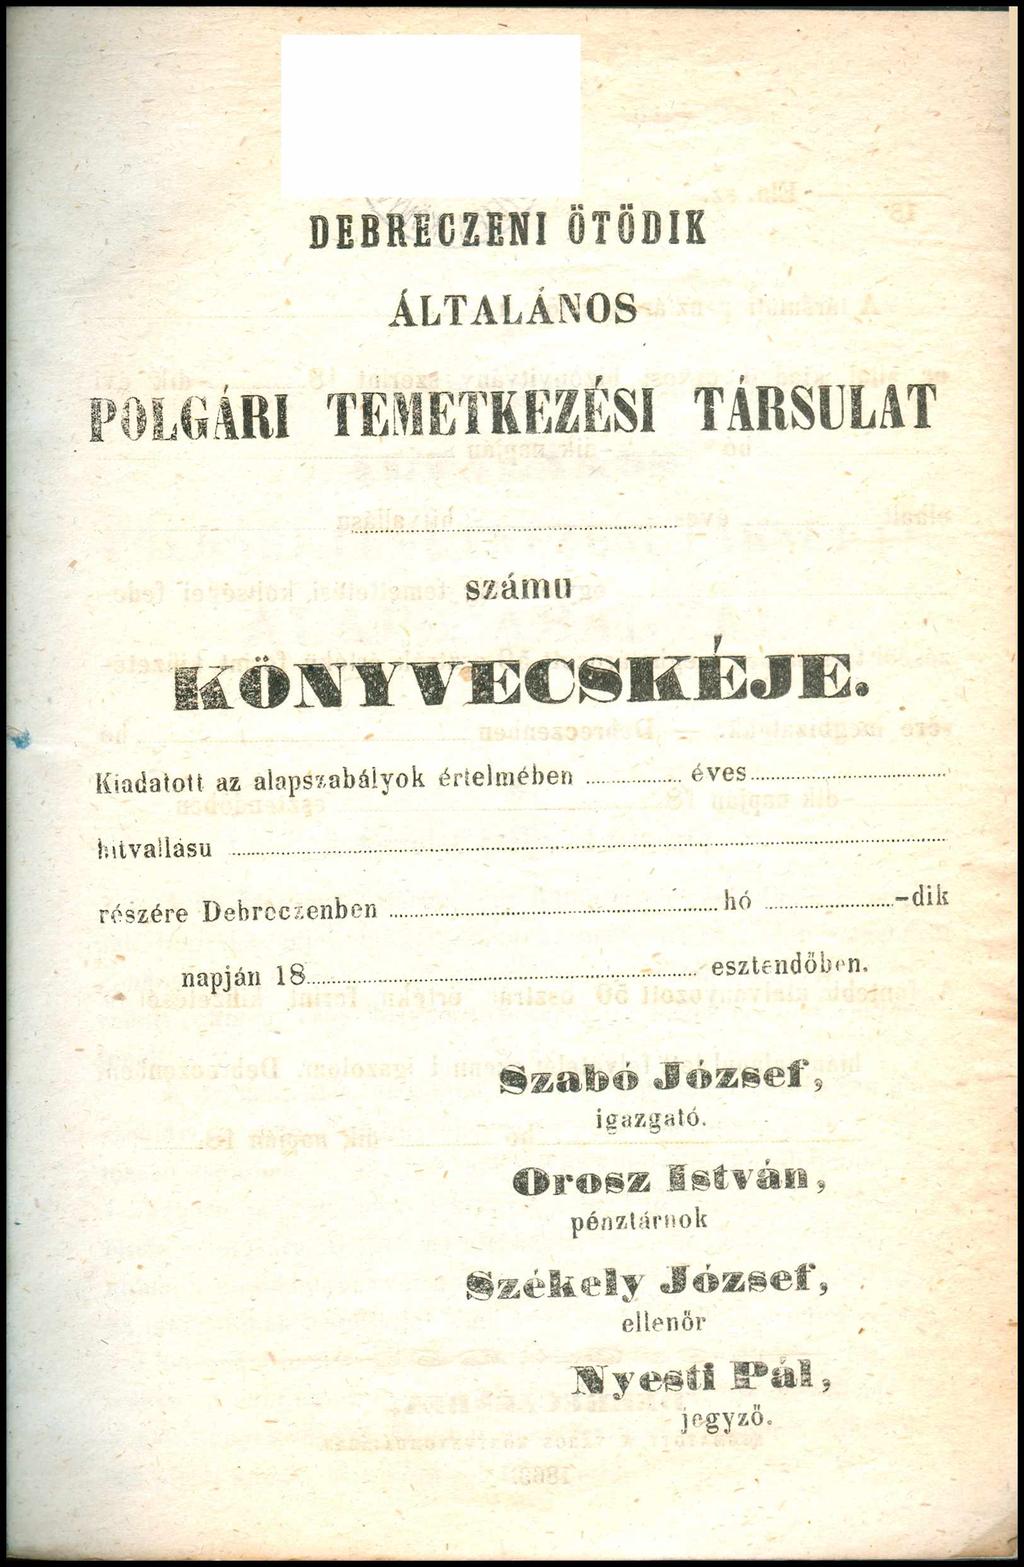 DEBRECZENI ÖTÖDIK
ÁLTALÁNOS
POLGÁRI TEMETKEZÉSI TÁRSULAT
számu
KÖNYVECSKÉJE.
Kiadatott az alapszabályok értelmében ............ éves............
hitvallásu ............
részére Debreczenben ............ hó ............-dik
napján 18............ esztendőben.
Szabó József,
igazgató.
Orosz István,
pénztárnok
Székely József,
ellenőr
Nyesti Pál,
jegyző.